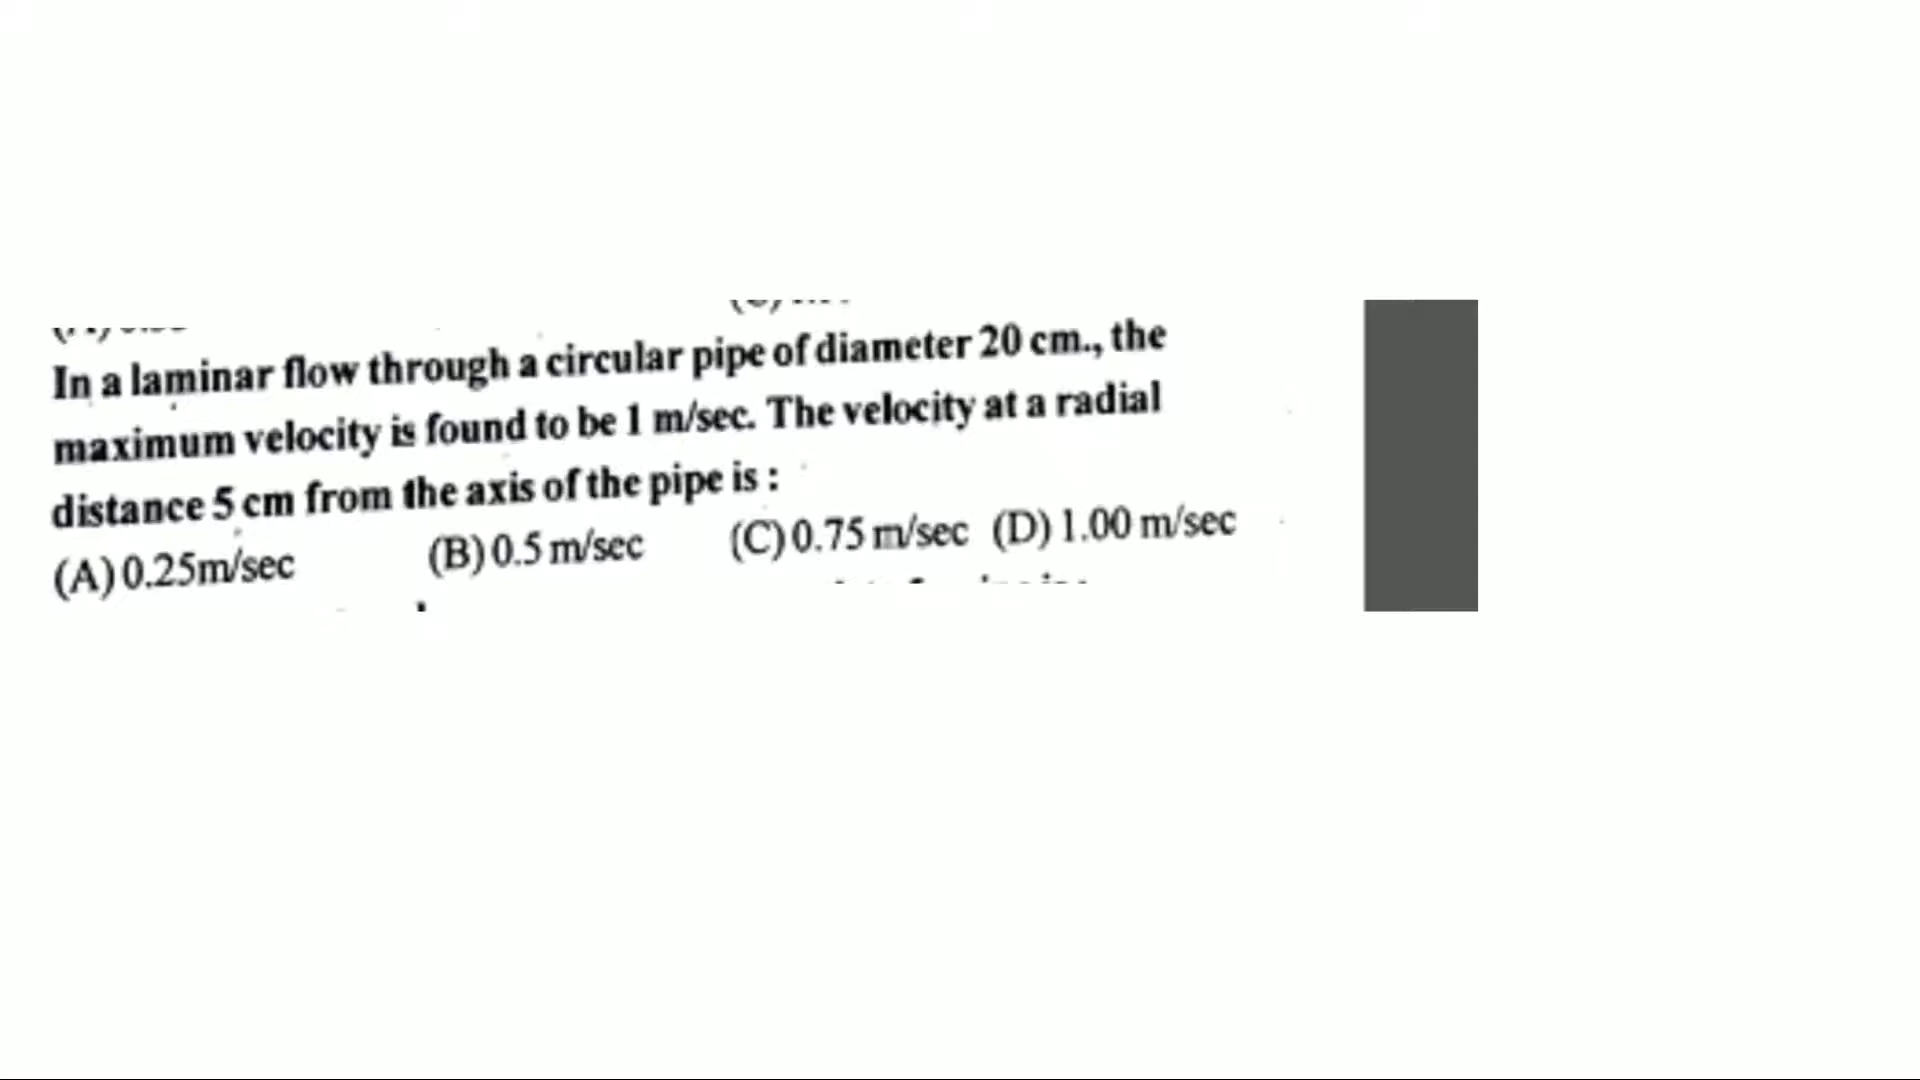 In a laminar flow through a circular pipe of diameter 20 cm., the
maximum velocity is found to be 1 m/sec. The velocity at a radial
distance 5 cm from the axis of the pipe is :
(A) 0.25m/sec (B) 0.5 m/sec (C) 0.75 m/sec (D) 1.00 m/sec